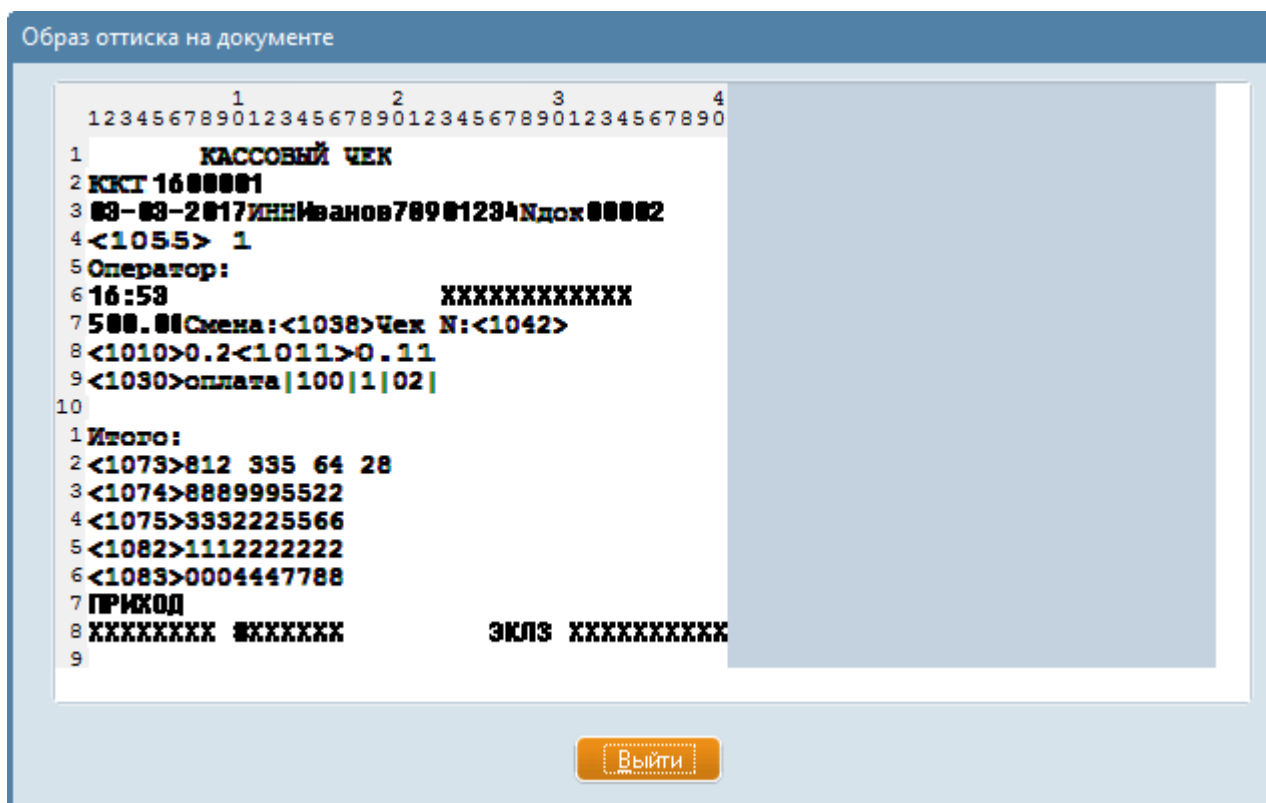 Образ оттиска на документе
1 2 3 4
1234567890123456789012345678901234567890
1 КАССОВЫЙ ЧЕК
2 ККТ 1600001
3 03-03-2017ИННИванов78901234Nдок00002
4 <1055> 1
5 Оператор:
6 16:53 XXXXXXXXXXXX
7 500.00Смена:<1038>Чек N:<1042>
8 <1010>0.2<1011>0.11
9 <1030>оплата|100|1|02|
10
1 Итого:
2 <1073>812 335 64 28
3 <1074>8889995522
4 <1075>3332225566
5 <1082>1112222222
6 <1083>0004447788
7 ПРИХОД
8 XXXXXXXX #XXXXXX ЭКЛЗ XXXXXXXXXX
9
Выйти